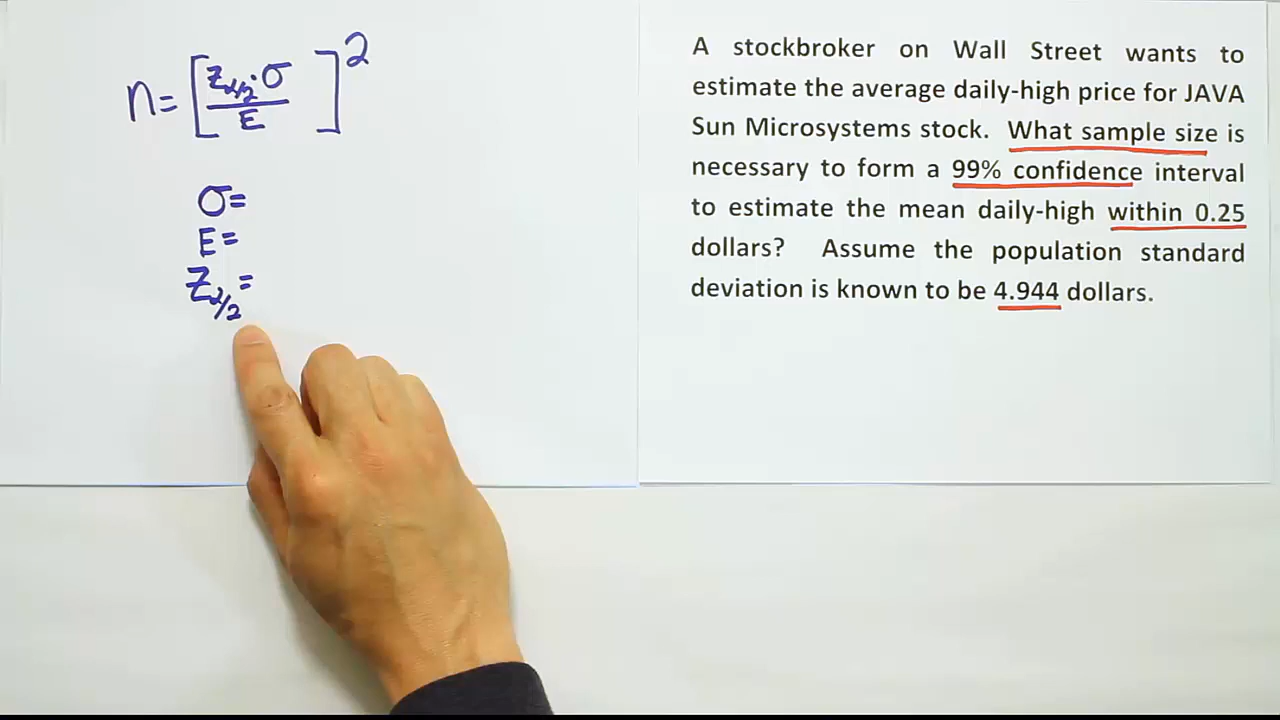 n = [ Zα/2 · σ / E ]²
σ =
E =
Zα/2 =
A stockbroker on Wall Street wants to
estimate the average daily-high price for JAVA
Sun Microsystems stock. What sample size is
necessary to form a 99% confidence interval
to estimate the mean daily-high within 0.25
dollars? Assume the population standard
deviation is known to be 4.944 dollars.